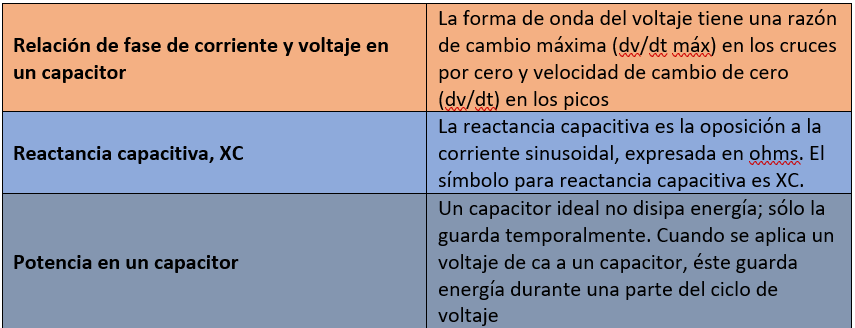 Relación de fase de corriente y voltaje en
un capacitor
La forma de onda del voltaje tiene una razón
de cambio máxima (dv/dt máx) en los cruces
por cero y velocidad de cambio de cero
(dv/dt) en los picos
Reactancia capacitiva, XC
La reactancia capacitiva es la oposición a la
corriente sinusoidal, expresada en ohms. El
símbolo para reactancia capacitiva es XC.
Potencia en un capacitor
Un capacitor ideal no disipa energía; sólo la
guarda temporalmente. Cuando se aplica un
voltaje de ca a un capacitor, éste guarda
energía durante una parte del ciclo de
voltaje